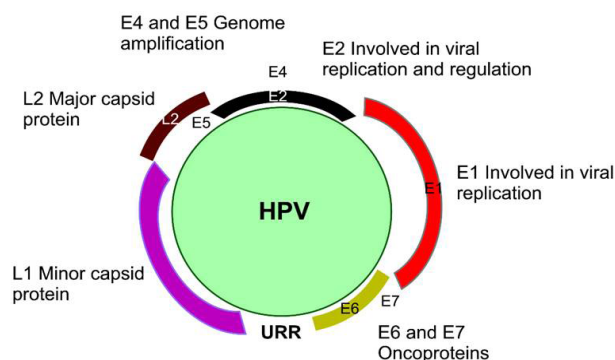 E4 and E5 Genome
amplification
E4
E2 Involved in viral
replication and regulation
E2
L2 Major capsid
protein
L2
E5
E1 Involved in viral
replication
E1
HPV
L1 Minor capsid
protein
E7
E6
URR
E6 and E7
Oncoproteins